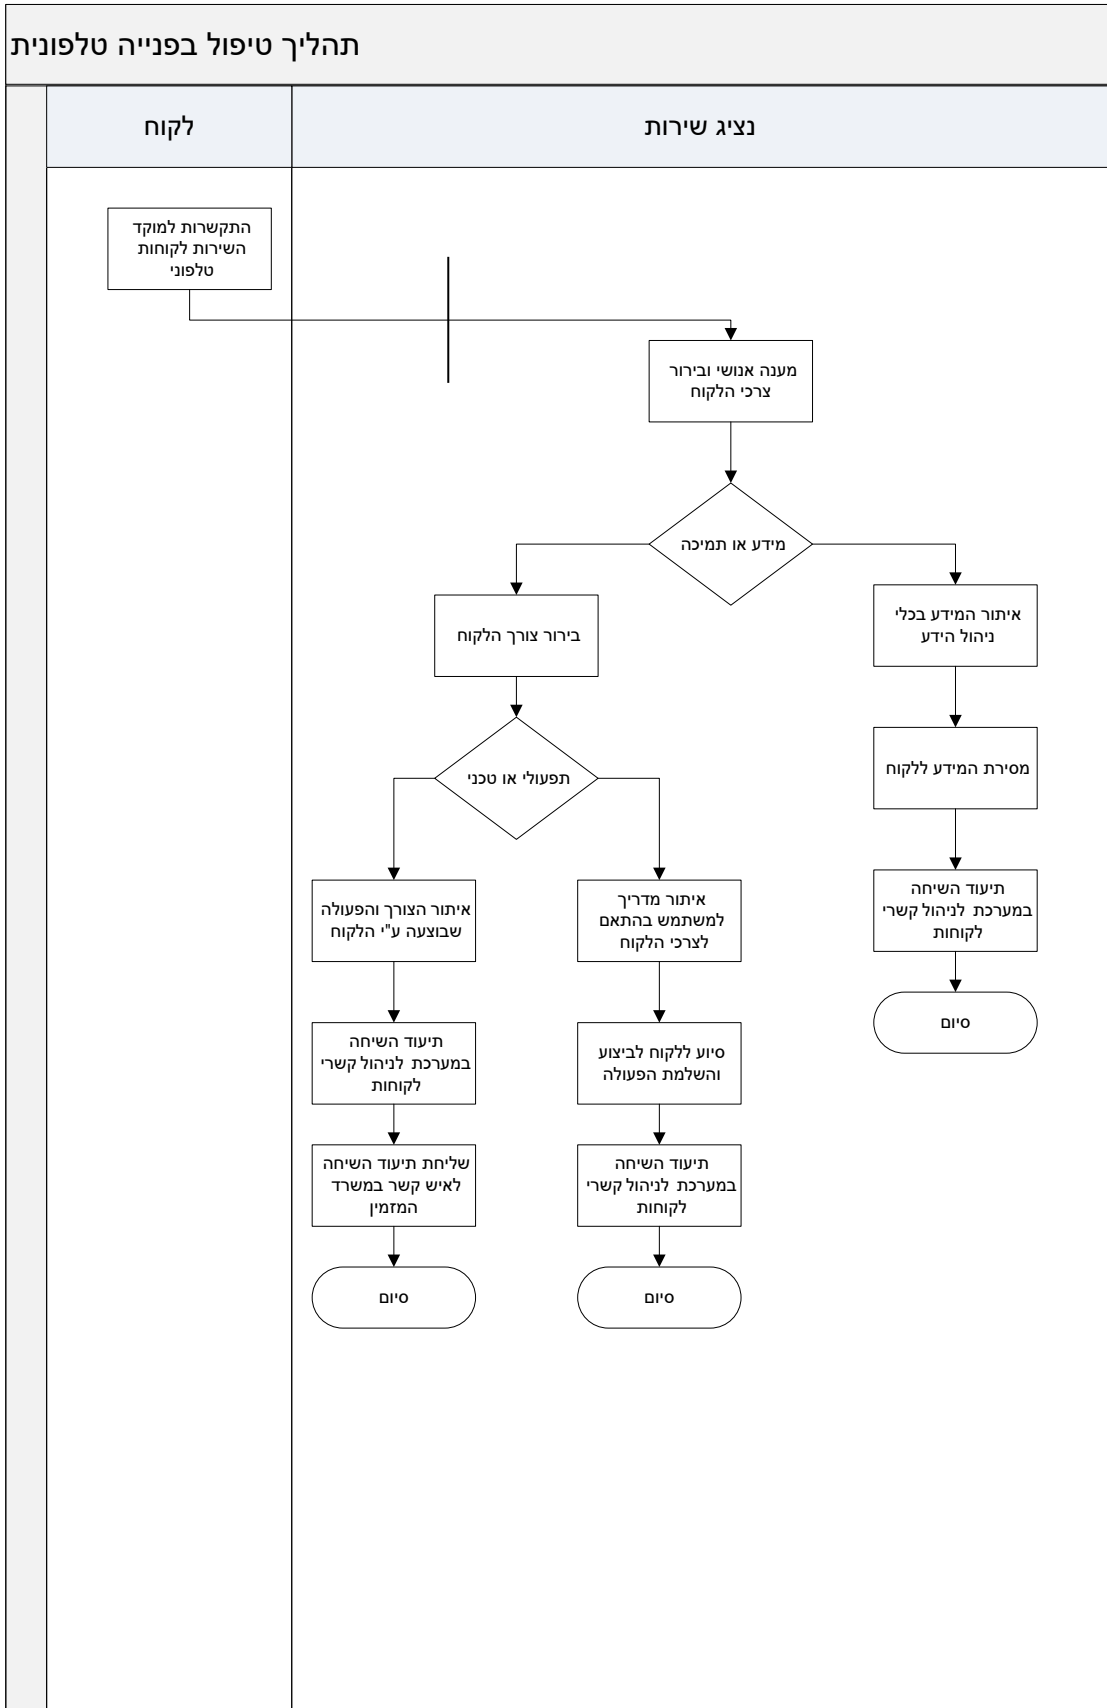 תהליך טיפול בפנייה טלפונית
לקוח
נציג שירות
התקשרות למוקד
השירות לקוחות
טלפוני
מענה אנושי ובירור
צרכי הלקוח
מידע או תמיכה
איתור המידע בכלי
ניהול הידע
בירור צורך הלקוח
מסירת המידע ללקוח
תפעולי או טכני
תיעוד השיחה
במערכת לניהול קשרי
לקוחות
איתור מדריך
למשתמש בהתאם
לצרכי הלקוח
איתור הצורך והפעולה
שבוצעה ע"י הלקוח
סיום
סיוע ללקוח לביצוע
והשלמת הפעולה
תיעוד השיחה
במערכת לניהול קשרי
לקוחות
תיעוד השיחה
במערכת לניהול קשרי
לקוחות
שליחת תיעוד השיחה
לאיש קשר במשרד
המזמין
סיום
סיום